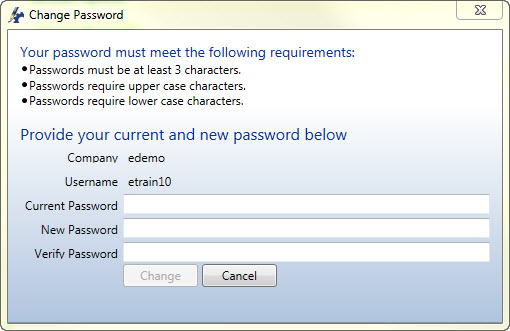 Change Password
Your password must meet the following requirements:
•Passwords must be at least 3 characters.
•Passwords require upper case characters.
•Passwords require lower case characters.
Provide your current and new password below
Company edemo
Username etrain10
Current Password
New Password
Verify Password
Change Cancel